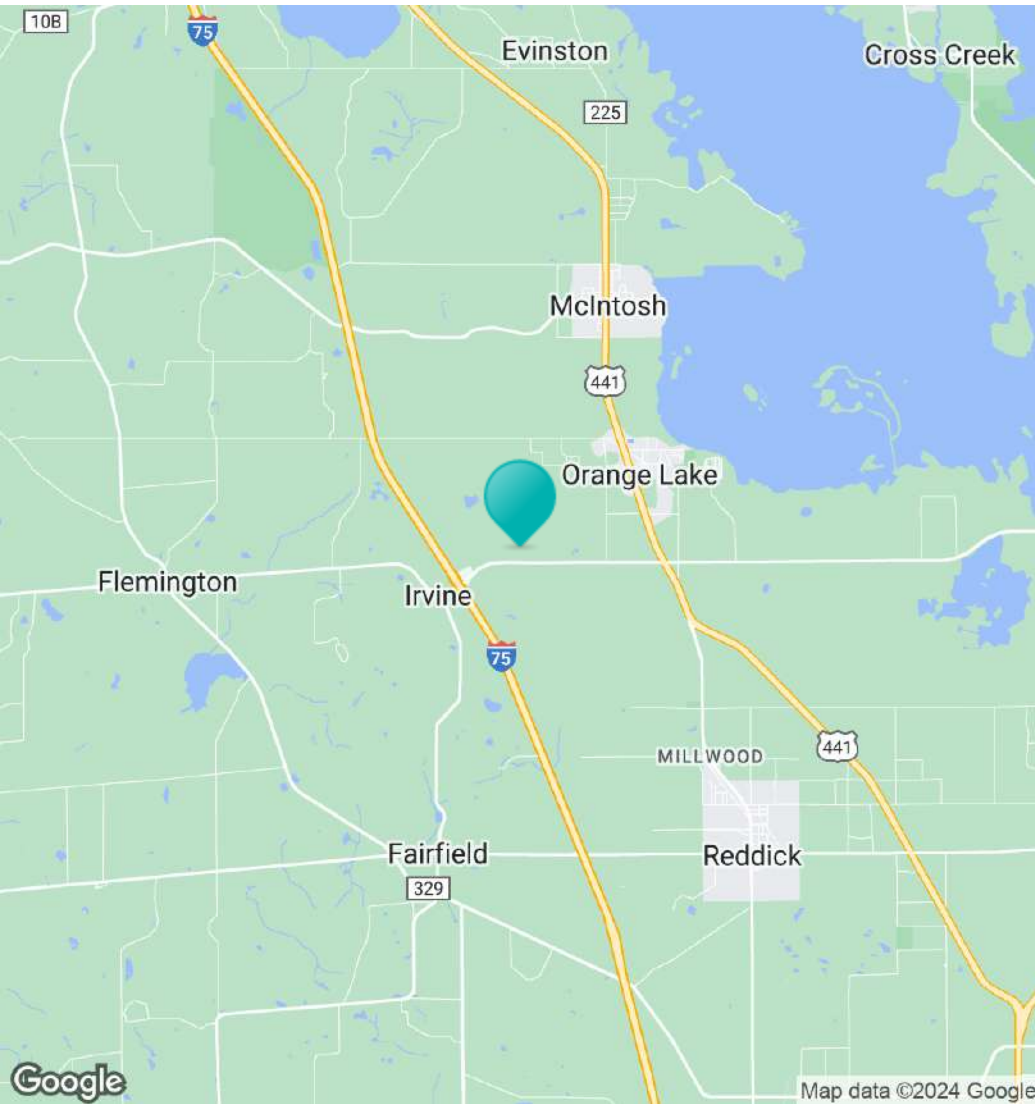 10B
75
Evinston
Cross Creek
225
McIntosh
441
Orange Lake
Flemington
Irvine
75
MILLWOOD
441
Fairfield
Reddick
329
Google
Map data ©2024 Google